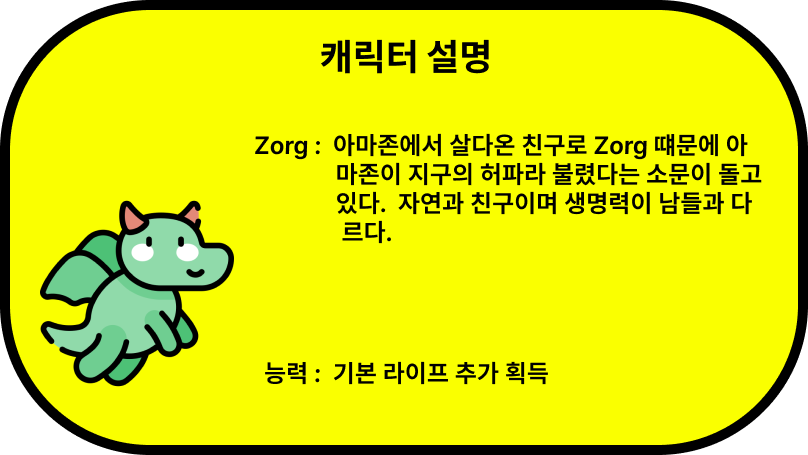 캐릭터 설명
Zorg : 아마존에서 살다온 친구로 Zorg 떄문에 아
마존이 지구의 허파라 불렸다는 소문이 돌고
있다. 자연과 친구이며 생명력이 남들과 다
르다.
능력 : 기본 라이프 추가 획득